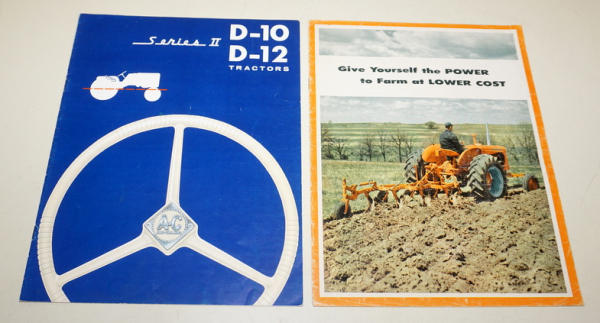 Series II
D-10
D-12
TRACTORS
A-C
Give Yourself the POWER
to Farm at LOWER COST